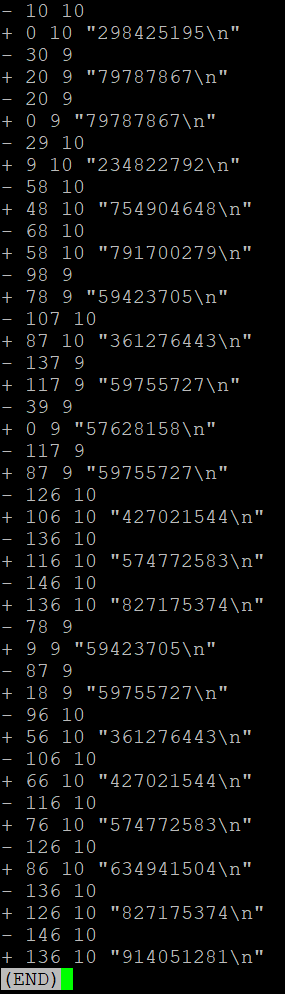 - 10 10
+ 0 10 "298425195\n"
- 30 9
+ 20 9 "79787867\n"
- 20 9
+ 0 9 "79787867\n"
- 29 10
+ 9 10 "234822792\n"
- 58 10
+ 48 10 "754904648\n"
- 68 10
+ 58 10 "791700279\n"
- 98 9
+ 78 9 "59423705\n"
- 107 10
+ 87 10 "361276443\n"
- 137 9
+ 117 9 "59755727\n"
- 39 9
+ 0 9 "57628158\n"
- 117 9
+ 87 9 "59755727\n"
- 126 10
+ 106 10 "427021544\n"
- 136 10
+ 116 10 "574772583\n"
- 146 10
+ 136 10 "827175374\n"
- 78 9
+ 9 9 "59423705\n"
- 87 9
+ 18 9 "59755727\n"
- 96 10
+ 56 10 "361276443\n"
- 106 10
+ 66 10 "427021544\n"
- 116 10
+ 76 10 "574772583\n"
- 126 10
+ 86 10 "634941504\n"
- 136 10
+ 126 10 "827175374\n"
- 146 10
+ 136 10 "914051281\n"
(END)